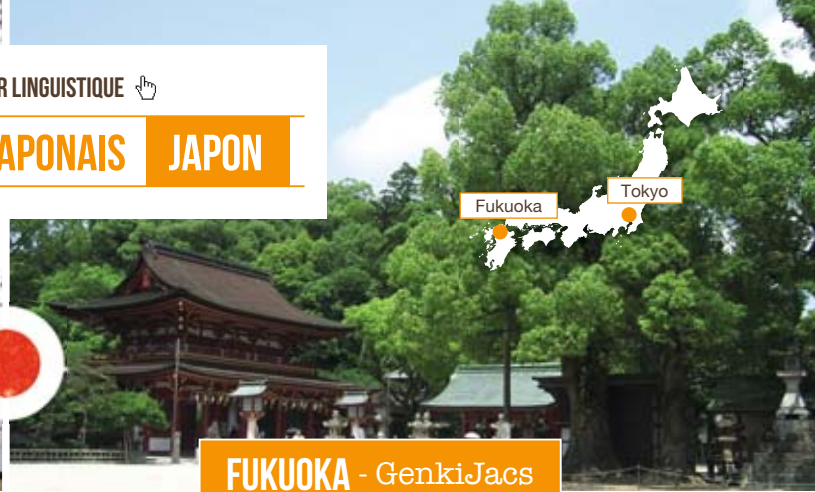 R LINGUISTIQUE
APONAIS JAPON
Fukuoka
Tokyo
FUKUOKA - GenkiJacs